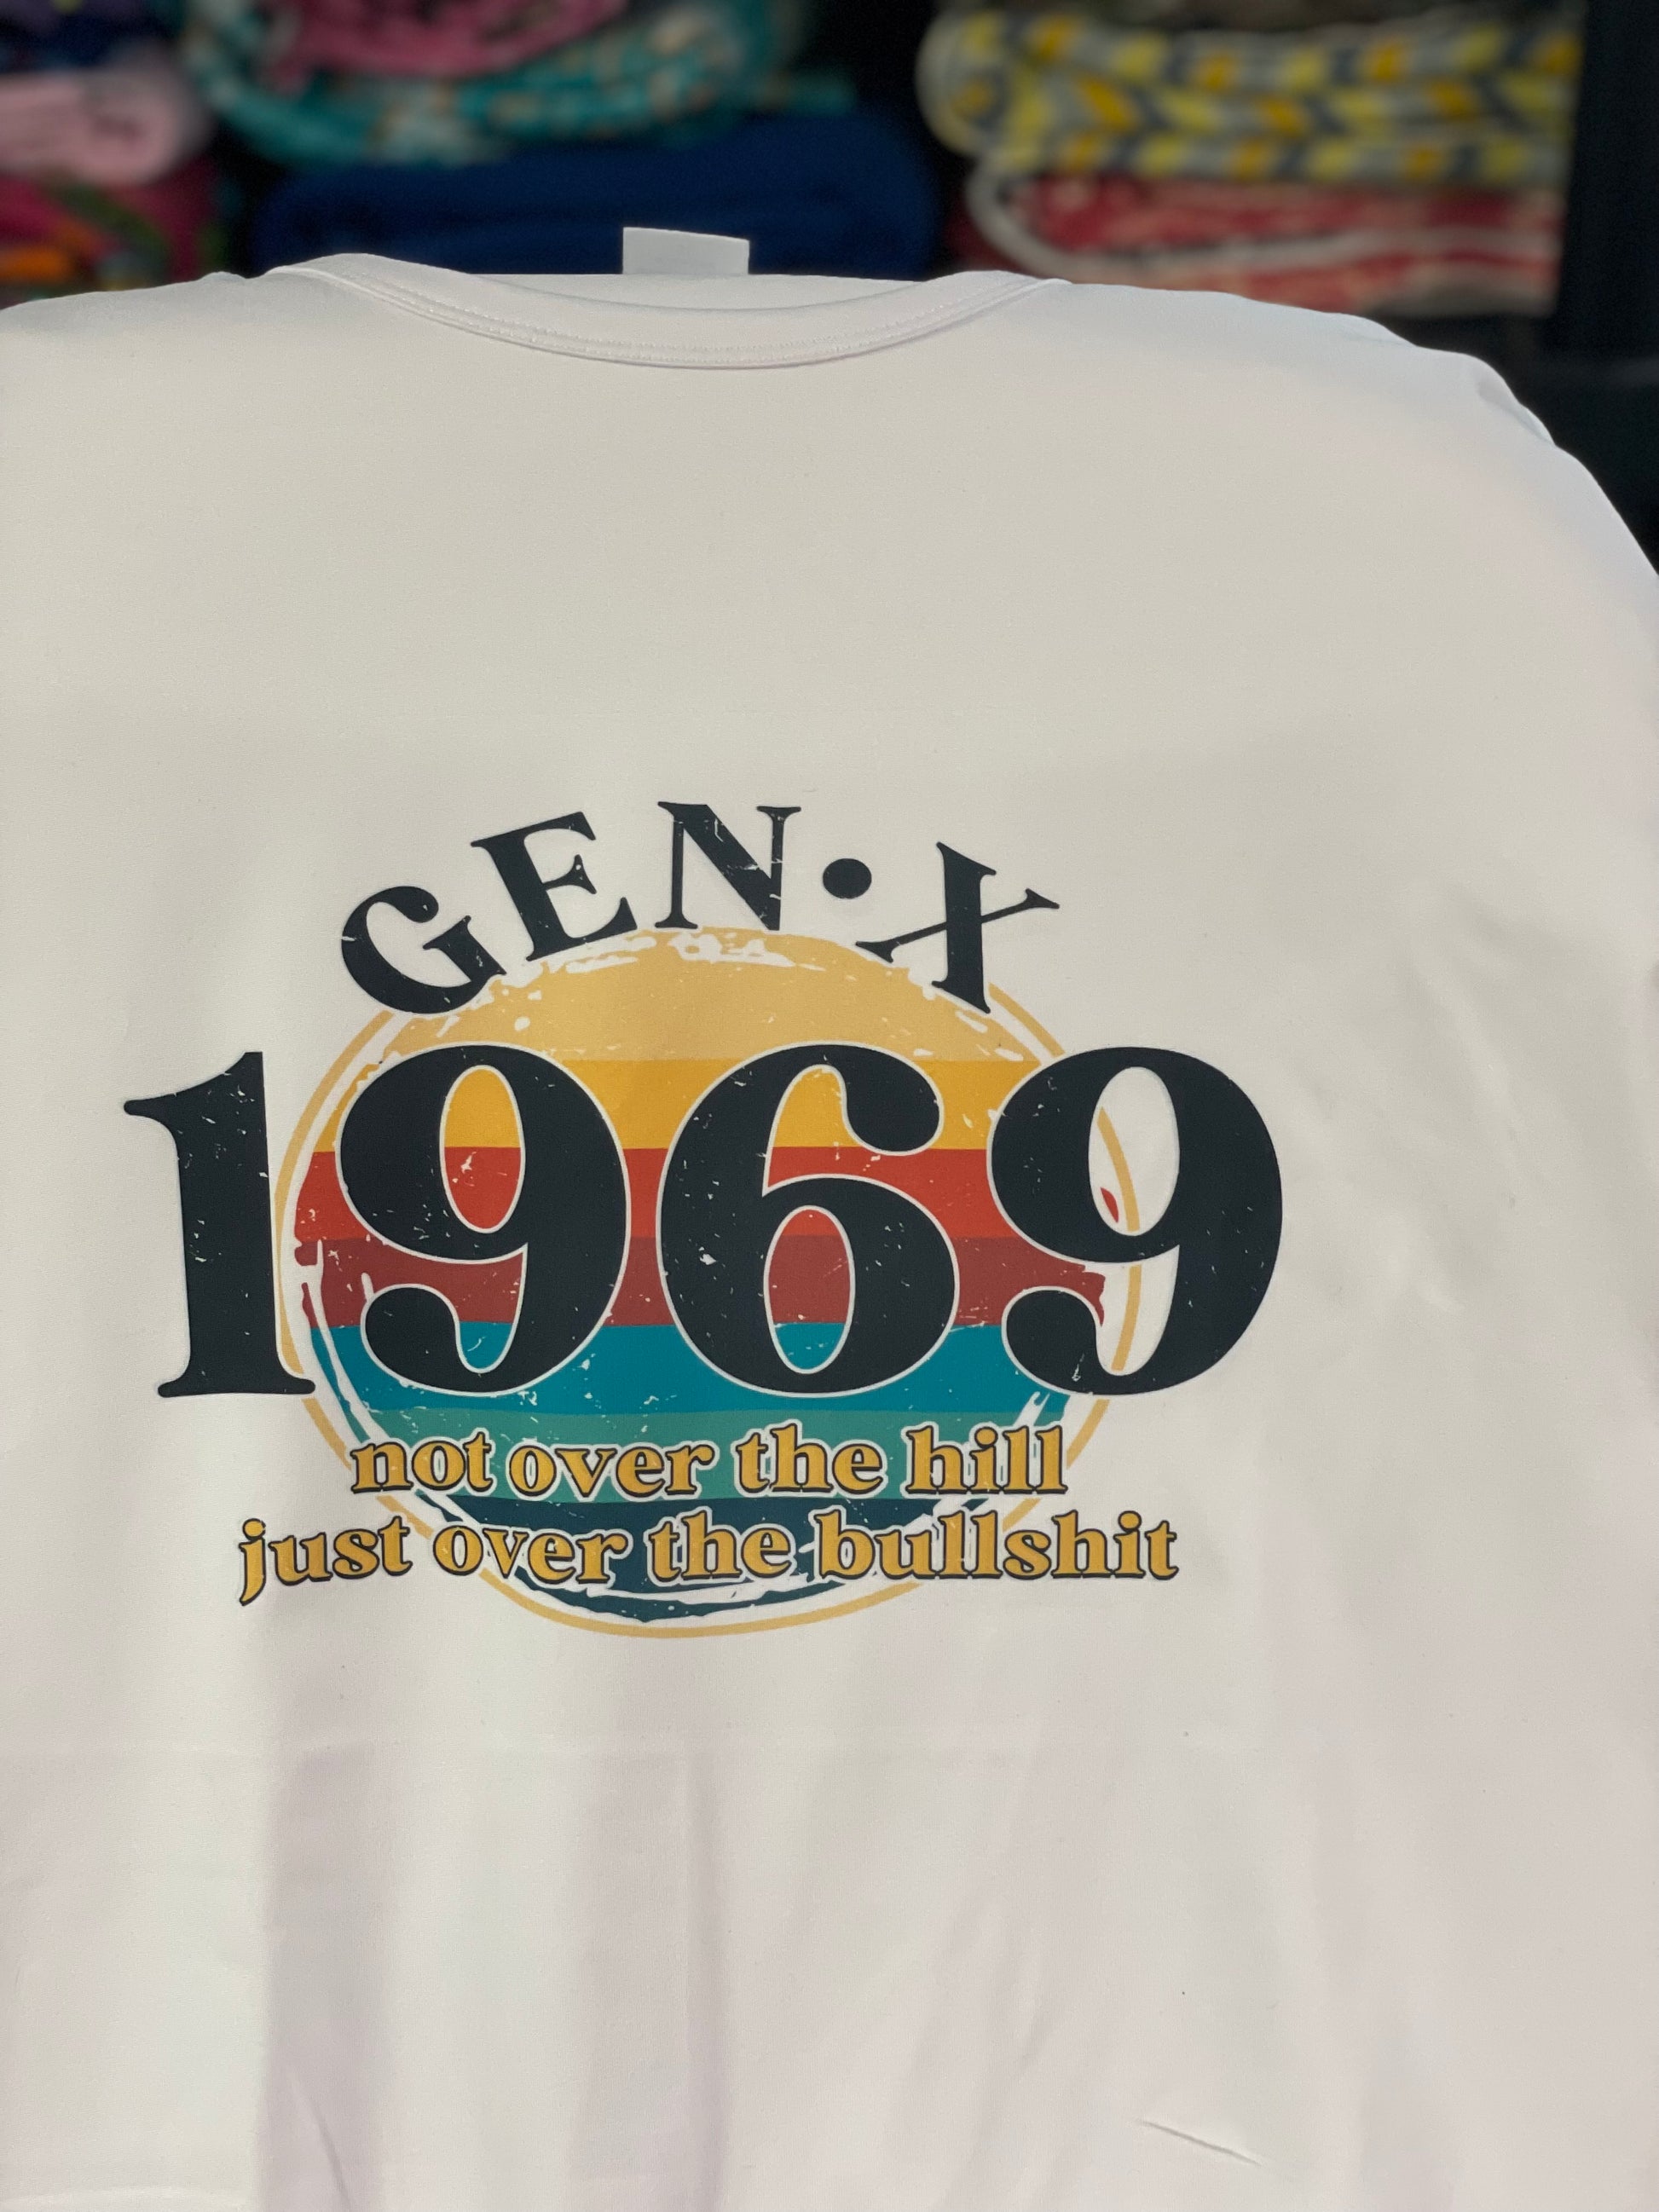 GEN•X
1969
not over the hill
just over the bullshit